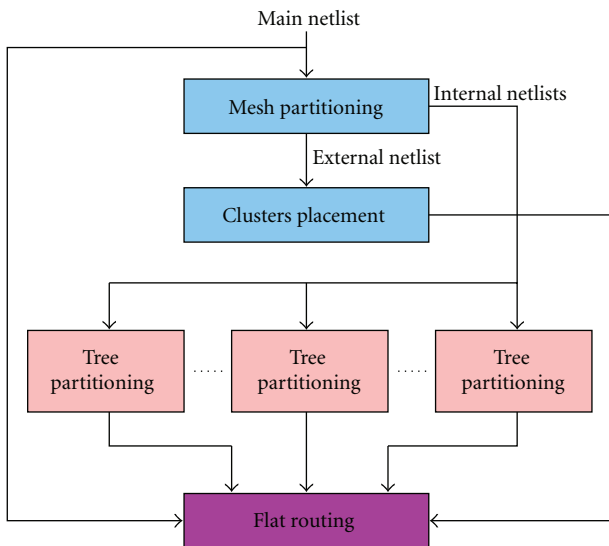 Main netlist
Mesh partitioning
Internal netlists
External netlist
Clusters placement
Tree
partitioning
.....
Tree
partitioning
.....
Tree
partitioning
Flat routing